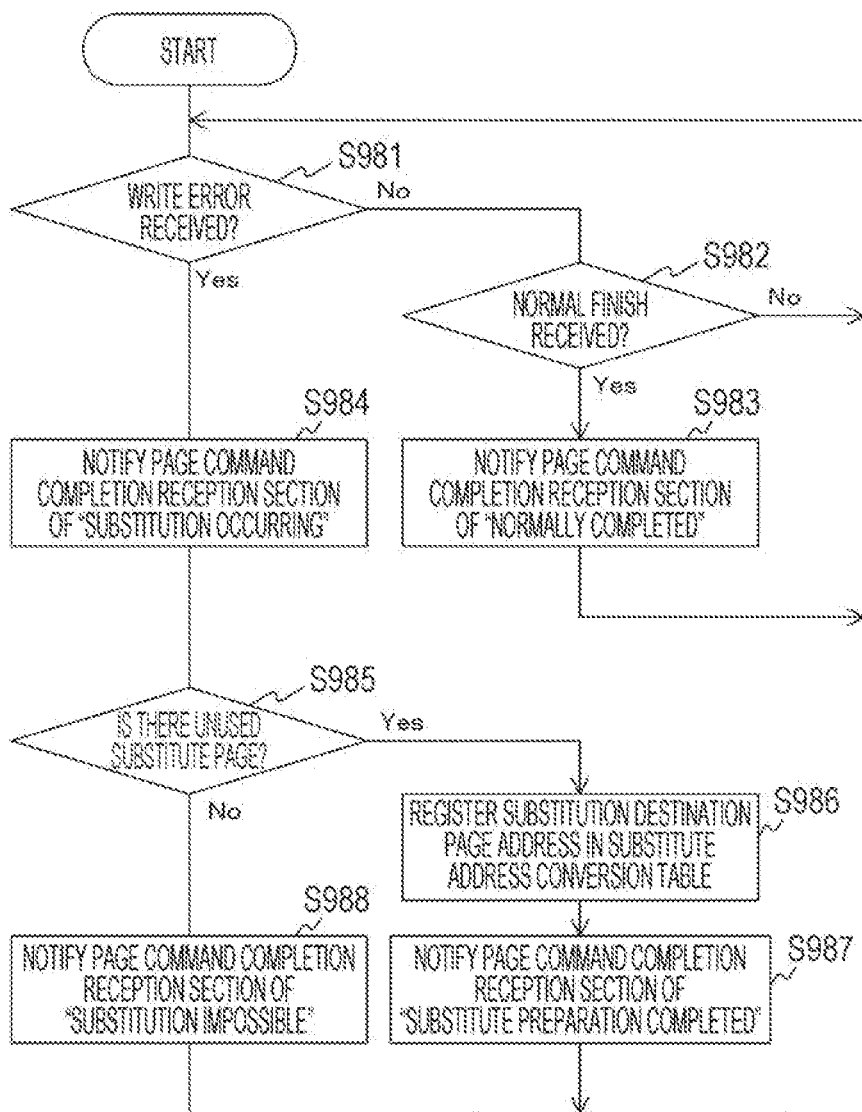 START
S981
WRITE ERROR
RECEIVED?
No
Yes
S982
NORMAL FINISH
RECEIVED?
No
Yes
S984
NOTIFY PAGE COMMAND
COMPLETION RECEPTION SECTION
OF "SUBSTITUTION OCCURRING"
S983
NOTIFY PAGE COMMAND
COMPLETION RECEPTION SECTION
OF "NORMALLY COMPLETED"
S985
IS THERE UNUSED
SUBSTITUTE PAGE?
Yes
No
S986
REGISTER SUBSTITUTION DESTINATION
PAGE ADDRESS IN SUBSTITUTE
ADDRESS CONVERSION TABLE
S988
NOTIFY PAGE COMMAND COMPLETION
RECEPTION SECTION OF
"SUBSTITUTION IMPOSSIBLE"
S987
NOTIFY PAGE COMMAND COMPLETION
RECEPTION SECTION OF
"SUBSTITUTE PREPARATION COMPLETED"